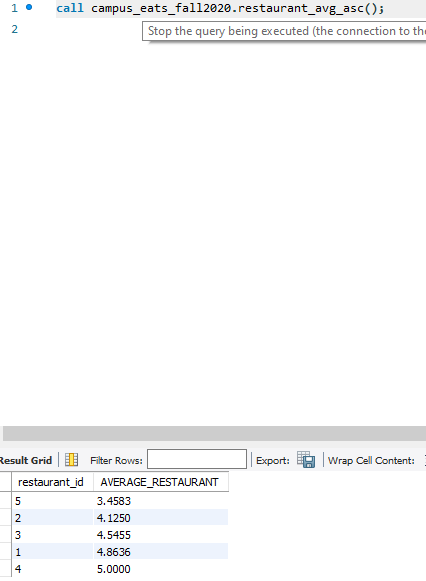 1 call campus_eats_fall2020.restaurant_avg_asc();
2
Stop the query being executed (the connection to the
Result Grid Filter Rows: Export: Wrap Cell Content:
restaurant_id AVERAGE_RESTAURANT
5 3.4583
2 4.1250
3 4.5455
1 4.8636
4 5.0000